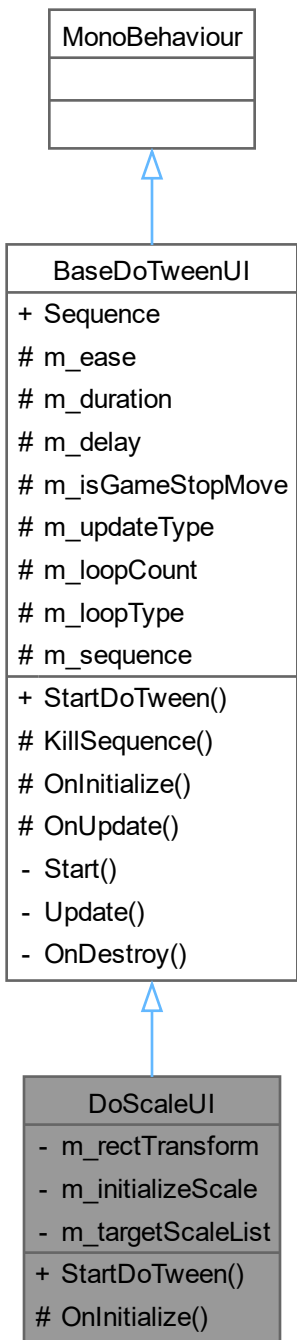 MonoBehaviour
BaseDoTweenUI
+ Sequence
# m_ease
# m_duration
# m_delay
# m_isGameStopMove
# m_updateType
# m_loopCount
# m_loopType
# m_sequence
+ StartDoTween()
# KillSequence()
# OnInitialize()
# OnUpdate()
- Start()
- Update()
- OnDestroy()
DoScaleUI
- m_rectTransform
- m_initializeScale
- m_targetScaleList
+ StartDoTween()
# OnInitialize()